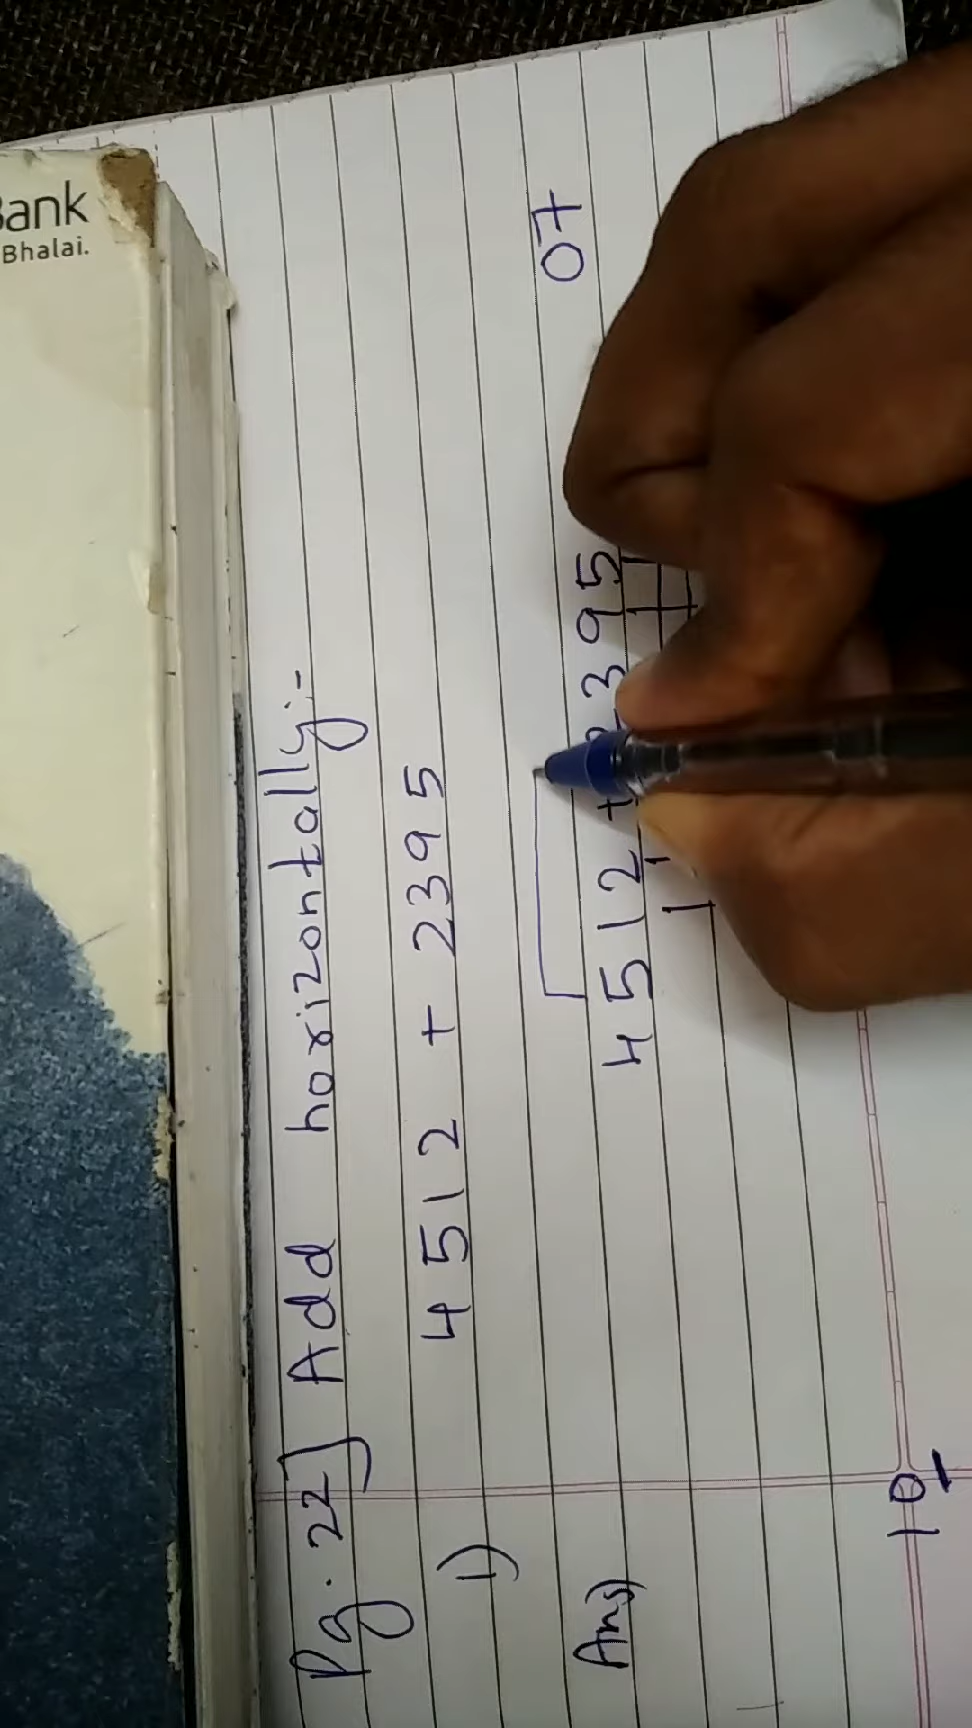 Bank
Bhalai.
Pg. 22] Add horizontally:-
1) 4512 + 2395
Ans) 4512 + 2395 07
10